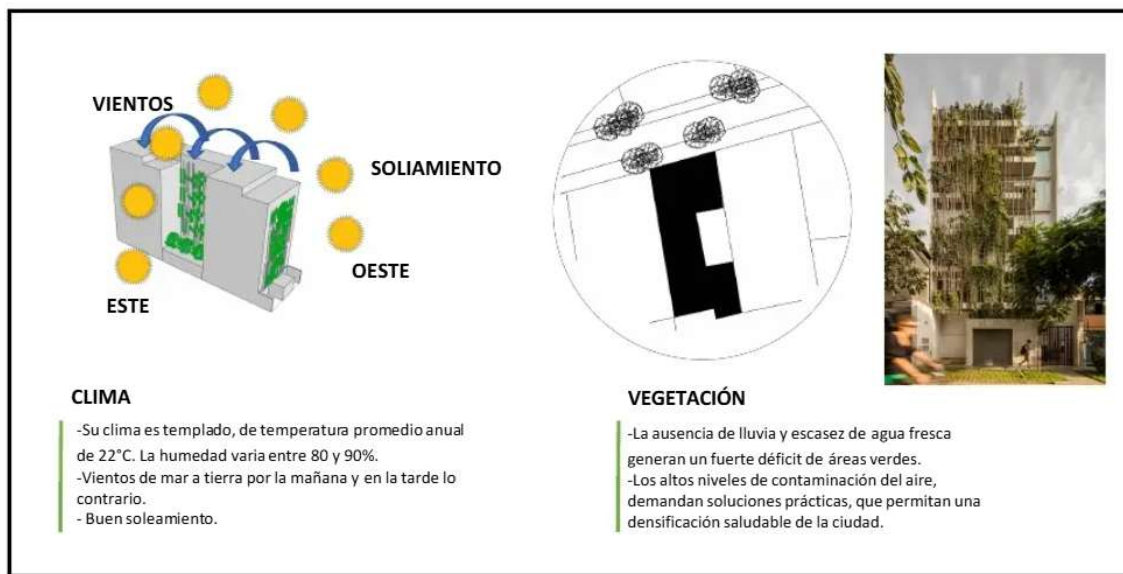 VIENTOS
SOLIAMIENTO
OESTE
ESTE
CLIMA
-Su clima es templado, de temperatura promedio anual
de 22°C. La humedad varia entre 80 y 90%.
-Vientos de mar a tierra por la mañana y en la tarde lo
contrario.
- Buen soleamiento.
VEGETACIÓN
-La ausencia de lluvia y escasez de agua fresca
generan un fuerte déficit de áreas verdes.
-Los altos niveles de contaminación del aire,
demandan soluciones prácticas, que permitan una
densificación saludable de la ciudad.